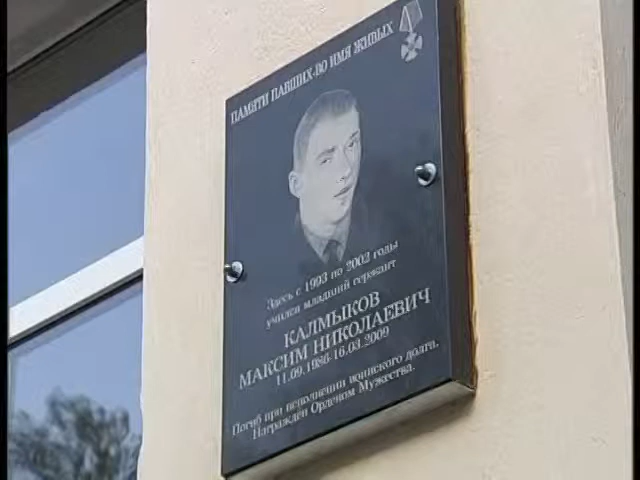 ПАМЯТИ ПАВШИХ-ВО ИМЯ ЖИВЫХ
Здесь с 1993 по 2002 годы
учился младший сержант
КАЛМЫКОВ
МАКСИМ НИКОЛАЕВИЧ
11.09.1986-16.03.2009
Погиб при исполнении воинского долга.
Награжден Орденом Мужества.